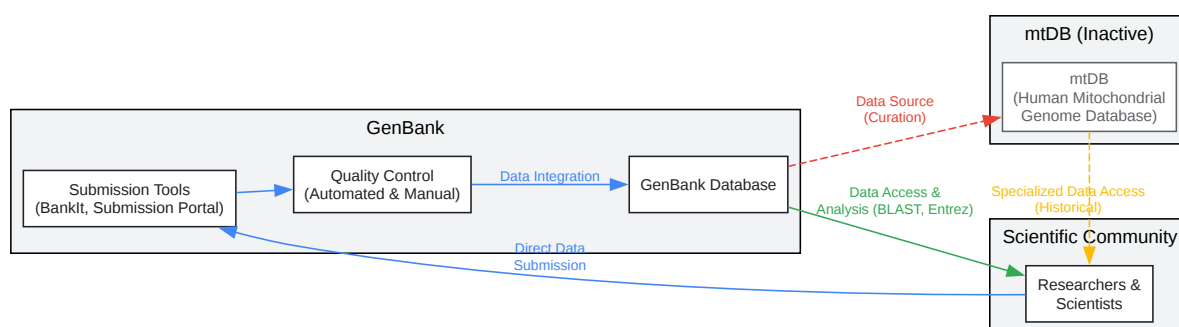 mtDB (Inactive)
mtDB
(Human Mitochondrial
Genome Database)
Data Source
(Curation)
GenBank
Submission Tools
(BankIt, Submission Portal)
Quality Control
(Automated & Manual)
Data Integration
GenBank Database
Data Access &
Analysis (BLAST, Entrez)
Specialized Data Access
(Historical)
Direct Data
Submission
Scientific Community
Researchers &
Scientists